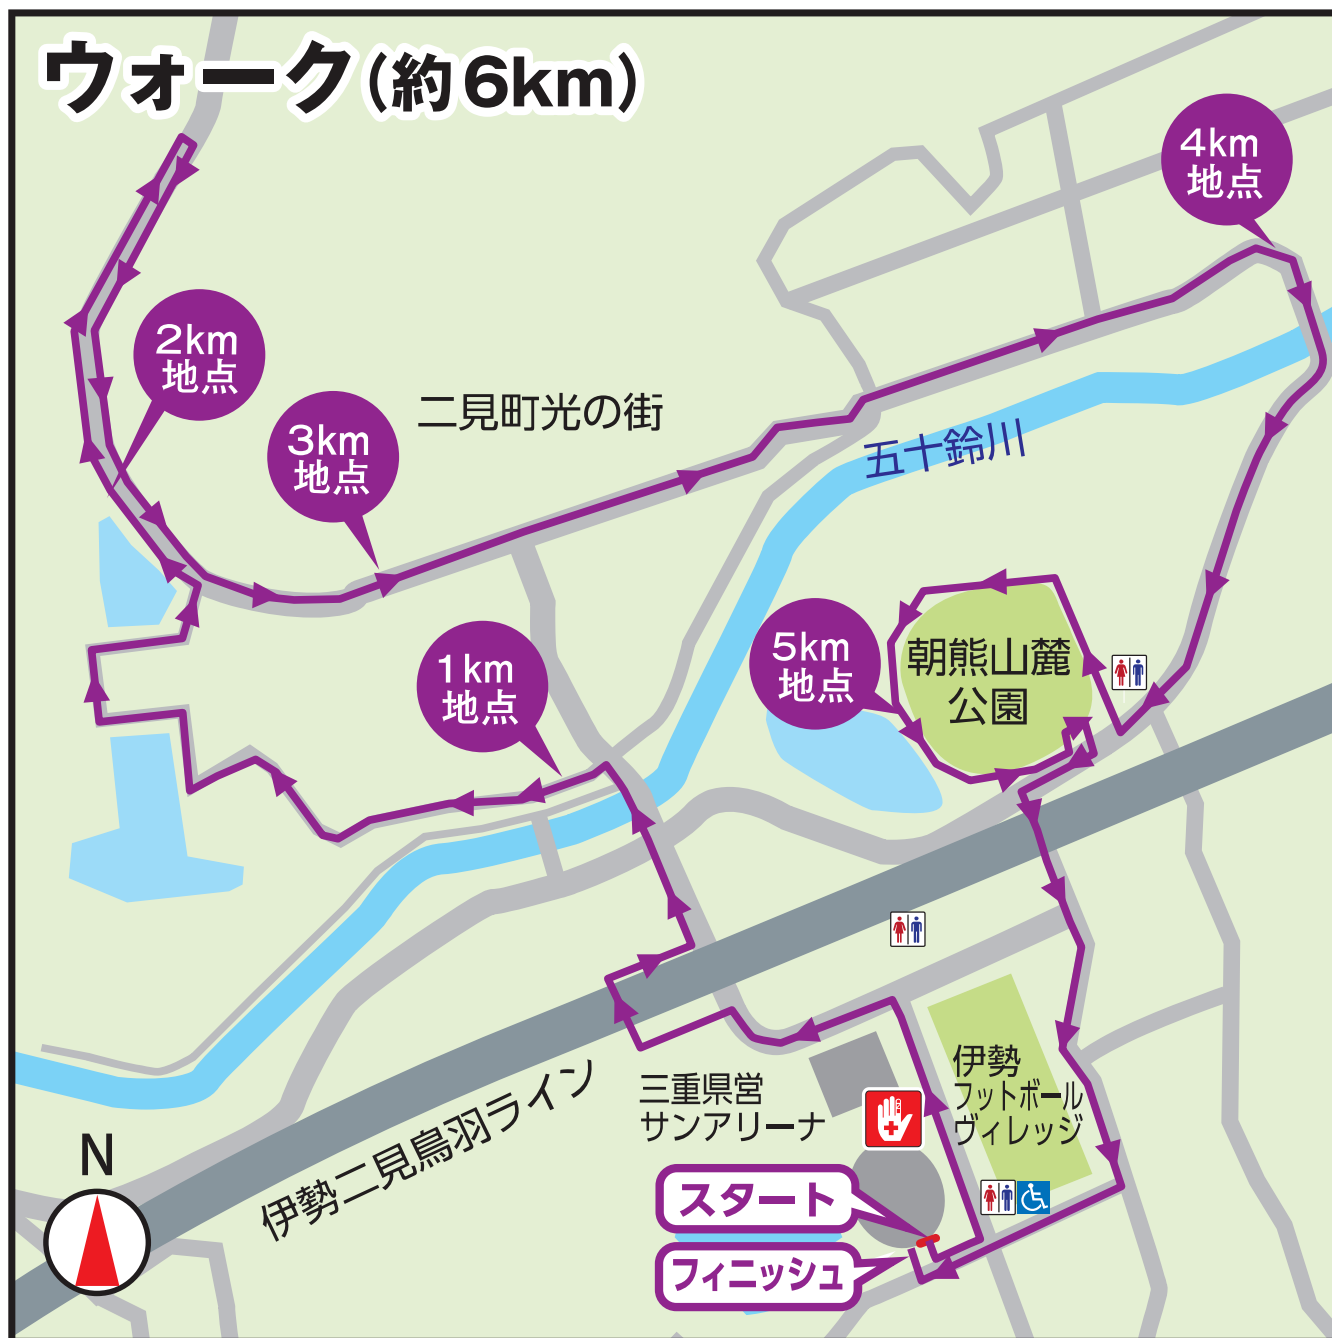 ウォーク(約6km)
4km
地点
2km
地点
3km
地点
二見町光の街
五十鈴川
1km
地点
5km
地点
朝熊山麓
公園
伊勢二見鳥羽ライン
三重県営
サンアリーナ
伊勢
フットボール
ヴィレッジ
スタート
フィニッシュ
N